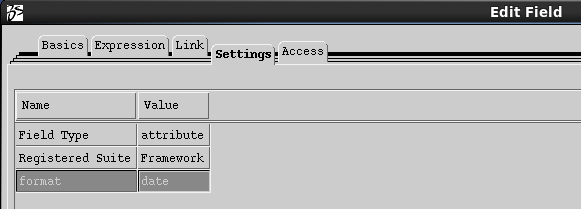 Edit Field
Basics Expression Link Settings Access
Name Value
Field Type attribute
Registered Suite Framework
format date